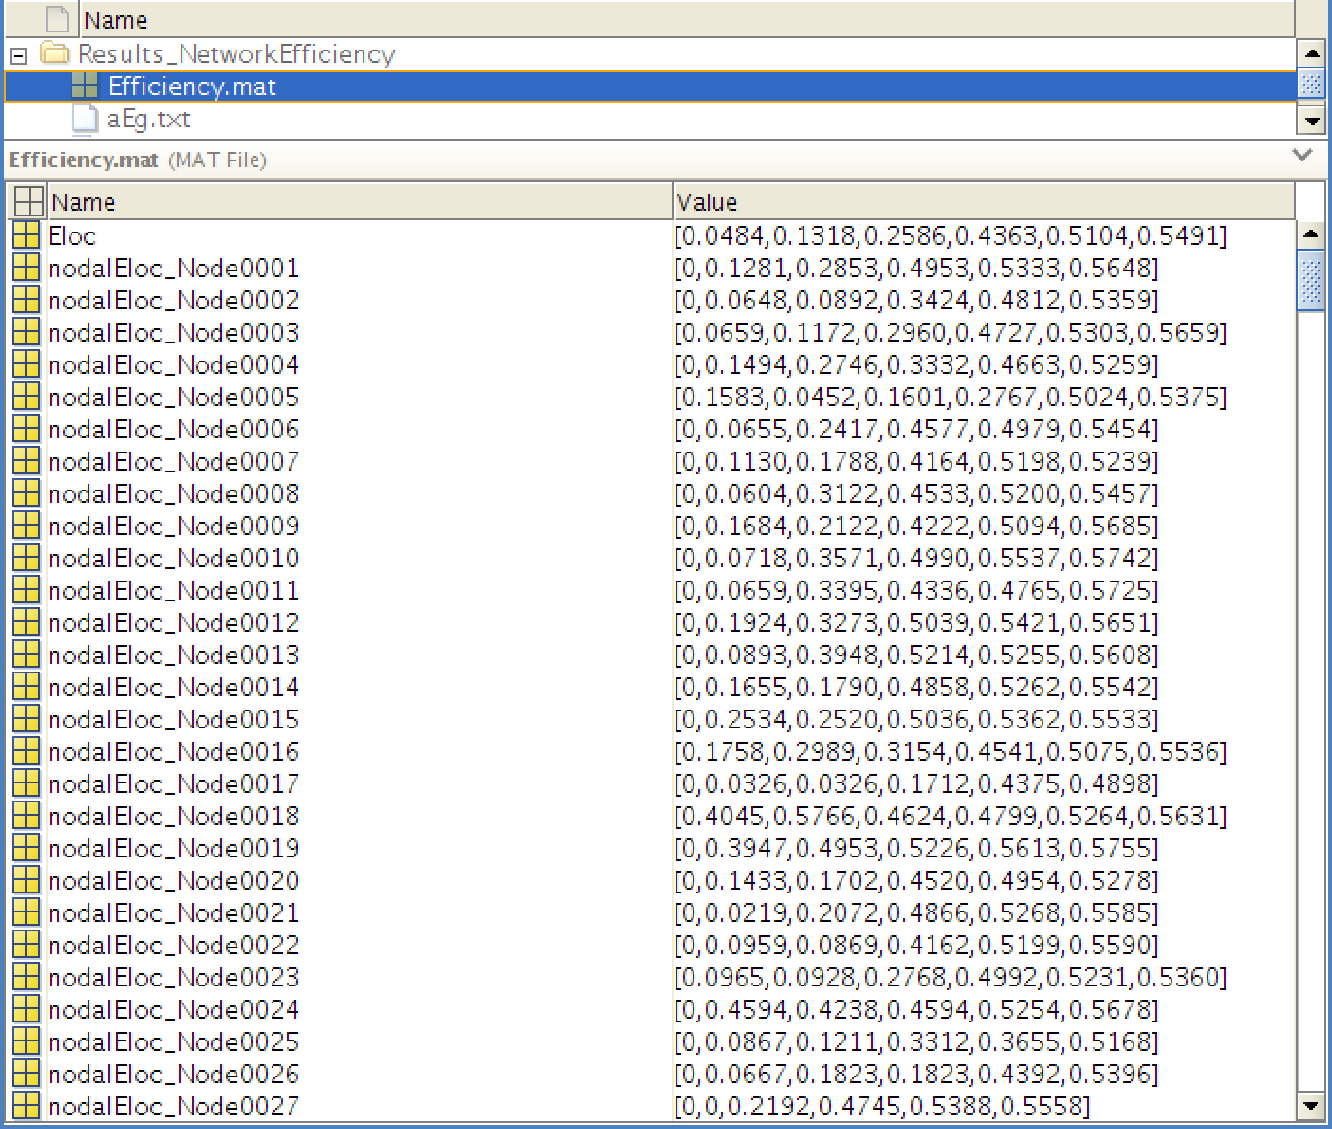 Name
Results_NetworkEfficiency
Efficiency.mat
aEg.txt
Efficiency.mat (MAT File)
Name Value
Eloc [0.0484,0.1318,0.2586,0.4363,0.5104,0.5491]
nodalEloc_Node0001 [0,0.1281,0.2853,0.4953,0.5333,0.5648]
nodalEloc_Node0002 [0,0.0648,0.0892,0.3424,0.4812,0.5359]
nodalEloc_Node0003 [0.0659,0.1172,0.2960,0.4727,0.5303,0.5659]
nodalEloc_Node0004 [0,0.1494,0.2746,0.3332,0.4663,0.5259]
nodalEloc_Node0005 [0.1583,0.0452,0.1601,0.2767,0.5024,0.5375]
nodalEloc_Node0006 [0,0.0655,0.2417,0.4577,0.4979,0.5454]
nodalEloc_Node0007 [0,0.1130,0.1788,0.4164,0.5198,0.5239]
nodalEloc_Node0008 [0,0.0604,0.3122,0.4533,0.5200,0.5457]
nodalEloc_Node0009 [0,0.1684,0.2122,0.4222,0.5094,0.5685]
nodalEloc_Node0010 [0,0.0718,0.3571,0.4990,0.5537,0.5742]
nodalEloc_Node0011 [0,0.0659,0.3395,0.4336,0.4765,0.5725]
nodalEloc_Node0012 [0,0.1924,0.3273,0.5039,0.5421,0.5651]
nodalEloc_Node0013 [0,0.0893,0.3948,0.5214,0.5255,0.5608]
nodalEloc_Node0014 [0,0.1655,0.1790,0.4858,0.5262,0.5542]
nodalEloc_Node0015 [0,0.2534,0.2520,0.5036,0.5362,0.5533]
nodalEloc_Node0016 [0.1758,0.2989,0.3154,0.4541,0.5075,0.5536]
nodalEloc_Node0017 [0,0.0326,0.0326,0.1712,0.4375,0.4898]
nodalEloc_Node0018 [0.4045,0.5766,0.4624,0.4799,0.5264,0.5631]
nodalEloc_Node0019 [0,0.3947,0.4953,0.5226,0.5613,0.5755]
nodalEloc_Node0020 [0,0.1433,0.1702,0.4520,0.4954,0.5278]
nodalEloc_Node0021 [0,0.0219,0.2072,0.4866,0.5268,0.5585]
nodalEloc_Node0022 [0,0.0959,0.0869,0.4162,0.5199,0.5590]
nodalEloc_Node0023 [0.0965,0.0928,0.2768,0.4992,0.5231,0.5360]
nodalEloc_Node0024 [0,0.4594,0.4238,0.4594,0.5254,0.5678]
nodalEloc_Node0025 [0,0.0867,0.1211,0.3312,0.3655,0.5168]
nodalEloc_Node0026 [0,0.0667,0.1823,0.1823,0.4392,0.5396]
nodalEloc_Node0027 [0,0,0.2192,0.4745,0.5388,0.5558]